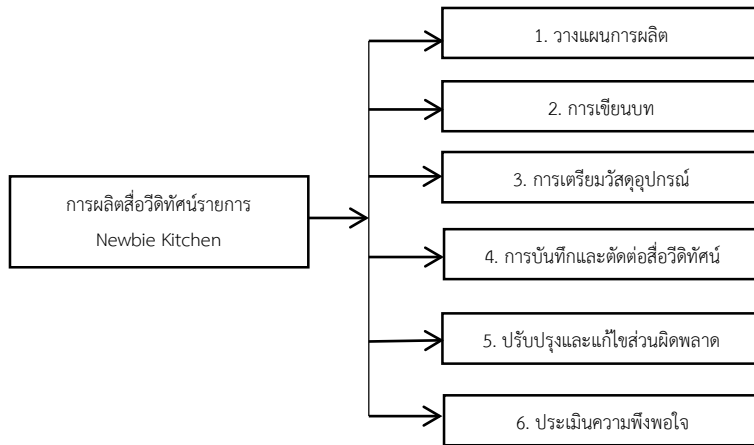 การผลิตสื่อวีดิทัศน์รายการ
Newbie Kitchen
1. วางแผนการผลิต
2. การเขียนบท
3. การเตรียมวัสดุอุปกรณ์
4. การบันทึกและตัดต่อสื่อวีดิทัศน์
5. ปรับปรุงและแก้ไขส่วนผิดพลาด
6. ประเมินความพึงพอใจ